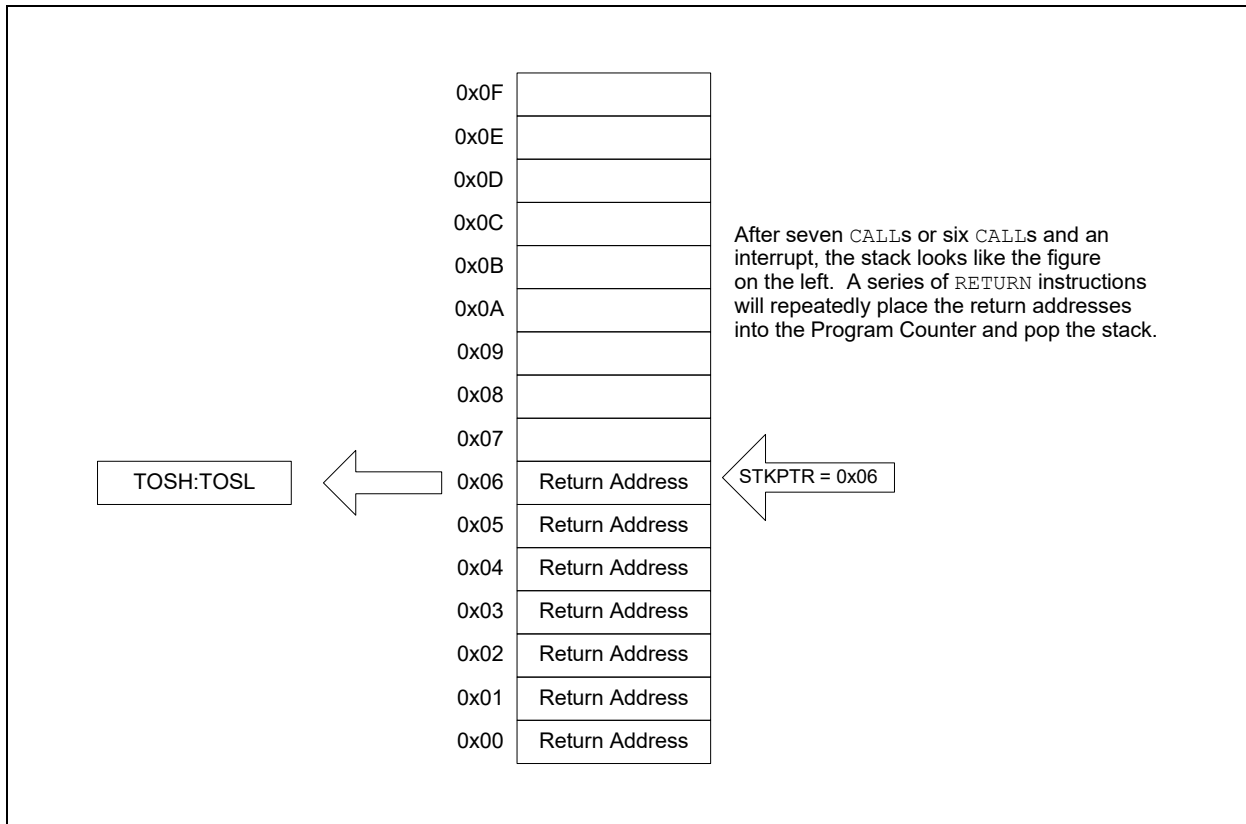 0x0F
0x0E
0x0D
0x0C
After seven CALLs or six CALLs and an
interrupt, the stack looks like the figure
0x0B
on the left. A series of RETURN instructions
will repeatedly place the return addresses
0x0A
into the Program Counter and pop the stack.
0x09
0x08
0x07
TOSH:TOSL
0x06
Return Address
STKPTR = 0x06
0x05
Return Address
0x04
Return Address
0x03
Return Address
0x02
Return Address
0x01
Return Address
0x00
Return Address